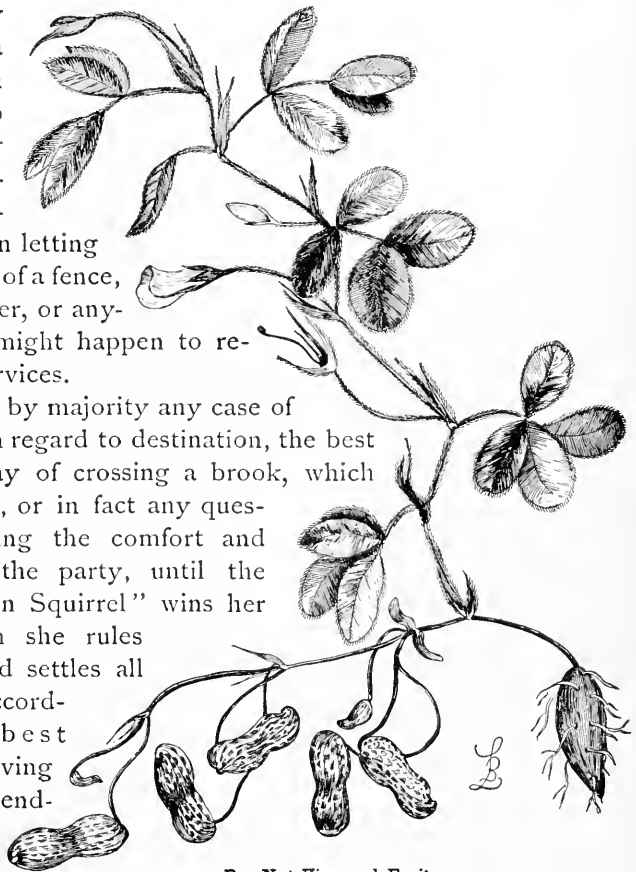 n letting
of a fence,
er, or any-
might happen to re-
rvices.
by majority any case of
regard to destination, the best
ay of crossing a brook, which
, or in fact any ques-
ing the comfort and
the party, until the
n Squirrel" wins her
she rules
d settles all
ccord-
best
ving
end-